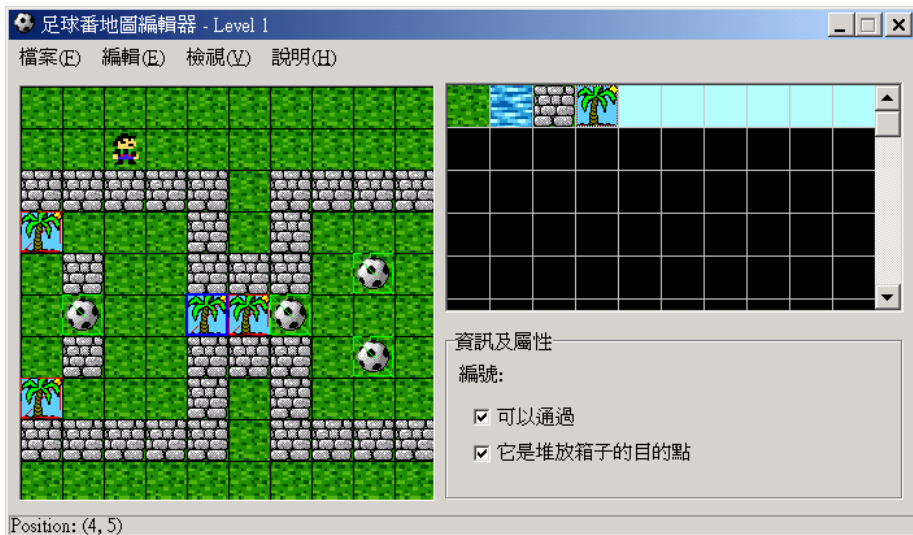 足球番地圖編輯器 - Level 1
檔案(F) 編輯(E) 檢視(V) 說明(H)
資訊及屬性
編號:
可以通過
它是堆放箱子的目的點
Position: (4, 5)